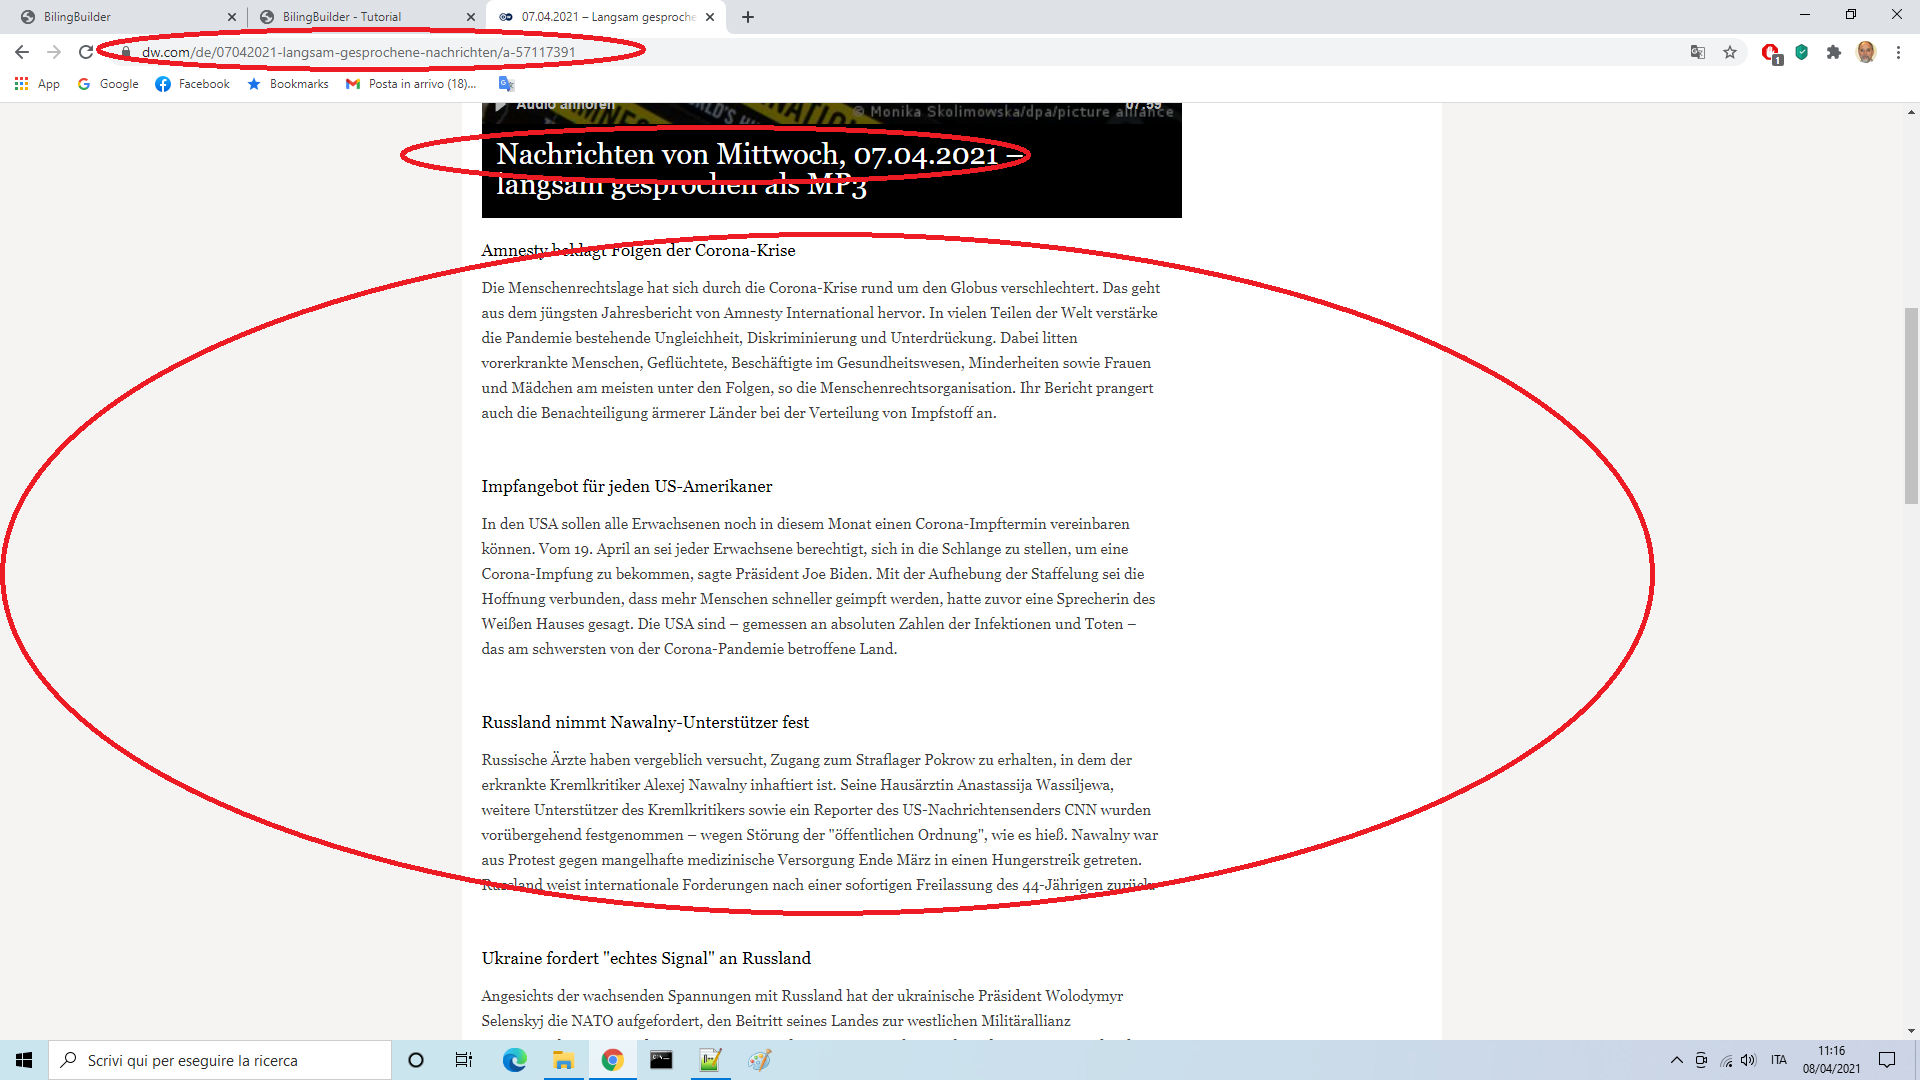 BilingBuilder
BilingBuilder - Tutorial
07.04.2021 – Langsam gesproche
dw.com/de/07042021-langsam-gesprochene-nachrichten/a-57117391
1
App
Google
Facebook
Bookmarks
Posta in arrivo (18)...
Audio anhören
07:59
© Monika Skolimowska/dpa/picture alliance
Nachrichten von Mittwoch, 07.04.2021 –
langsam gesprochen als MP3
Amnesty beklagt Folgen der Corona-Krise
Die Menschenrechtslage hat sich durch die Corona-Krise rund um den Globus verschlechtert. Das geht
aus dem jüngsten Jahresbericht von Amnesty International hervor. In vielen Teilen der Welt verstärke
die Pandemie bestehende Ungleichheit, Diskriminierung und Unterdrückung. Dabei litten
vorerkrankte Menschen, Geflüchtete, Beschäftigte im Gesundheitswesen, Minderheiten sowie Frauen
und Mädchen am meisten unter den Folgen, so die Menschenrechtsorganisation. Ihr Bericht prangert
auch die Benachteiligung ärmerer Länder bei der Verteilung von Impfstoff an.
Impfangebot für jeden US-Amerikaner
In den USA sollen alle Erwachsenen noch in diesem Monat einen Corona-Impftermin vereinbaren
können. Vom 19. April an sei jeder Erwachsene berechtigt, sich in die Schlange zu stellen, um eine
Corona-Impfung zu bekommen, sagte Präsident Joe Biden. Mit der Aufhebung der Staffelung sei die
Hoffnung verbunden, dass mehr Menschen schneller geimpft werden, hatte zuvor eine Sprecherin des
Weißen Hauses gesagt. Die USA sind – gemessen an absoluten Zahlen der Infektionen und Toten –
das am schwersten von der Corona-Pandemie betroffene Land.
Russland nimmt Nawalny-Unterstützer fest
Russische Ärzte haben vergeblich versucht, Zugang zum Straflager Pokrow zu erhalten, in dem der
erkrankte Kremlkritiker Alexej Nawalny inhaftiert ist. Seine Hausärztin Anastassija Wassiljewa,
weitere Unterstützer des Kremlkritikers sowie ein Reporter des US-Nachrichtensenders CNN wurden
vorübergehend festgenommen – wegen Störung der "öffentlichen Ordnung", wie es hieß. Nawalny war
aus Protest gegen mangelhafte medizinische Versorgung Ende März in einen Hungerstreik getreten.
Russland weist internationale Forderungen nach einer sofortigen Freilassung des 44-Jährigen zurück.
Ukraine fordert "echtes Signal" an Russland
Angesichts der wachsenden Spannungen mit Russland hat der ukrainische Präsident Wolodymyr
Selenskyj die NATO aufgefordert, den Beitritt seines Landes zur westlichen Militärallianz
Scrivi qui per eseguire la ricerca
ITA
11:16
08/04/2021